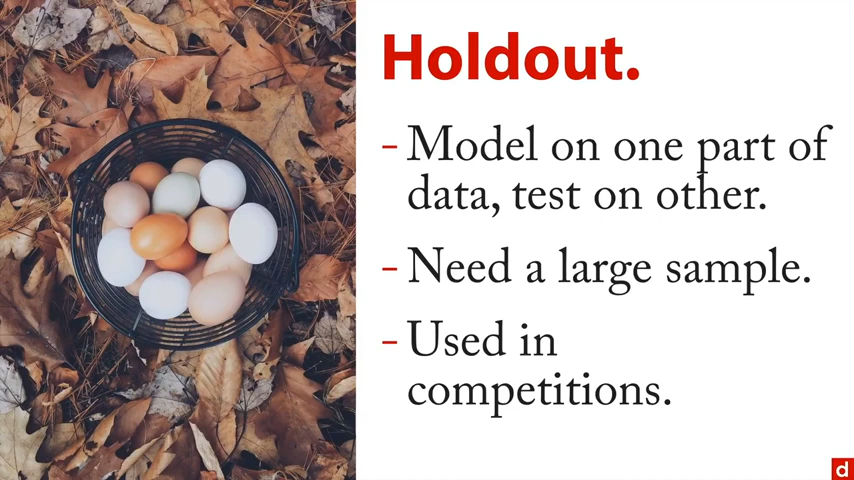 Holdout.
- Model on one part of
data, test on other.
- Need a large sample.
- Used in
competitions.
d